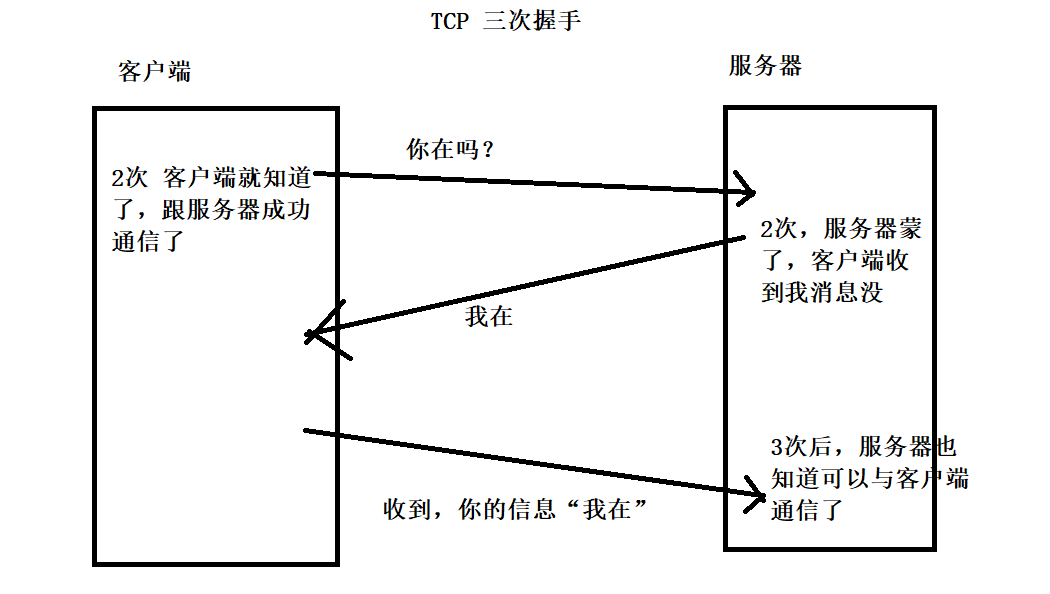 TCP 三次握手
客户端
服务器
你在吗？
2次 客户端就知道
了，跟服务器成功
通信了
2次，服务器蒙
了，客户端收
到我消息没
我在
3次后，服务器也
知道可以与客户端
通信了
收到，你的信息“我在”